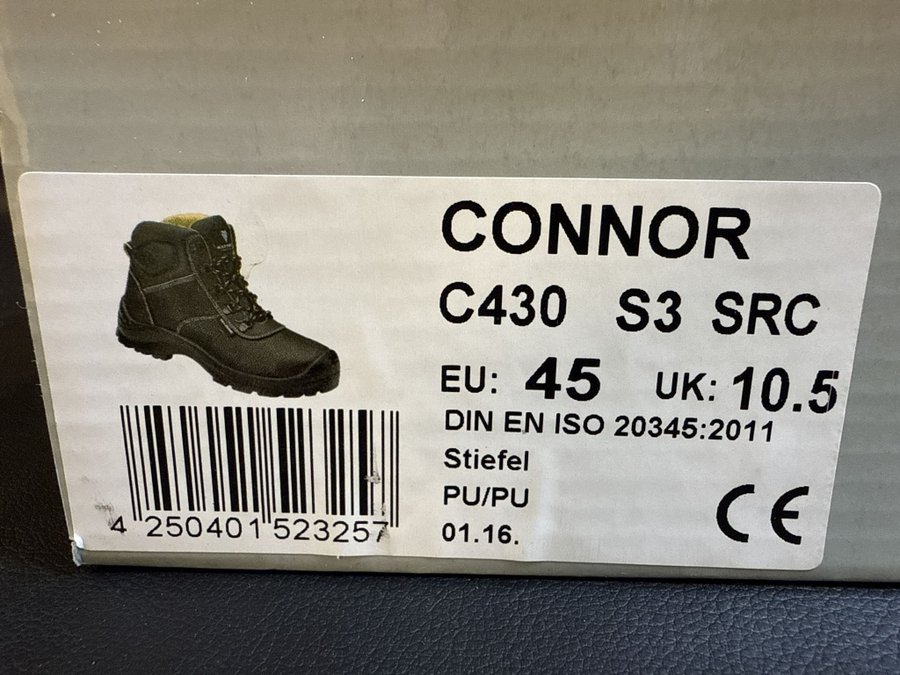 CONNOR
C430 S3 SRC
EU: 45 UK: 10.5
DIN EN ISO 20345:2011
Stiefel
PU/PU
01.16.
CE
4 250401 523257